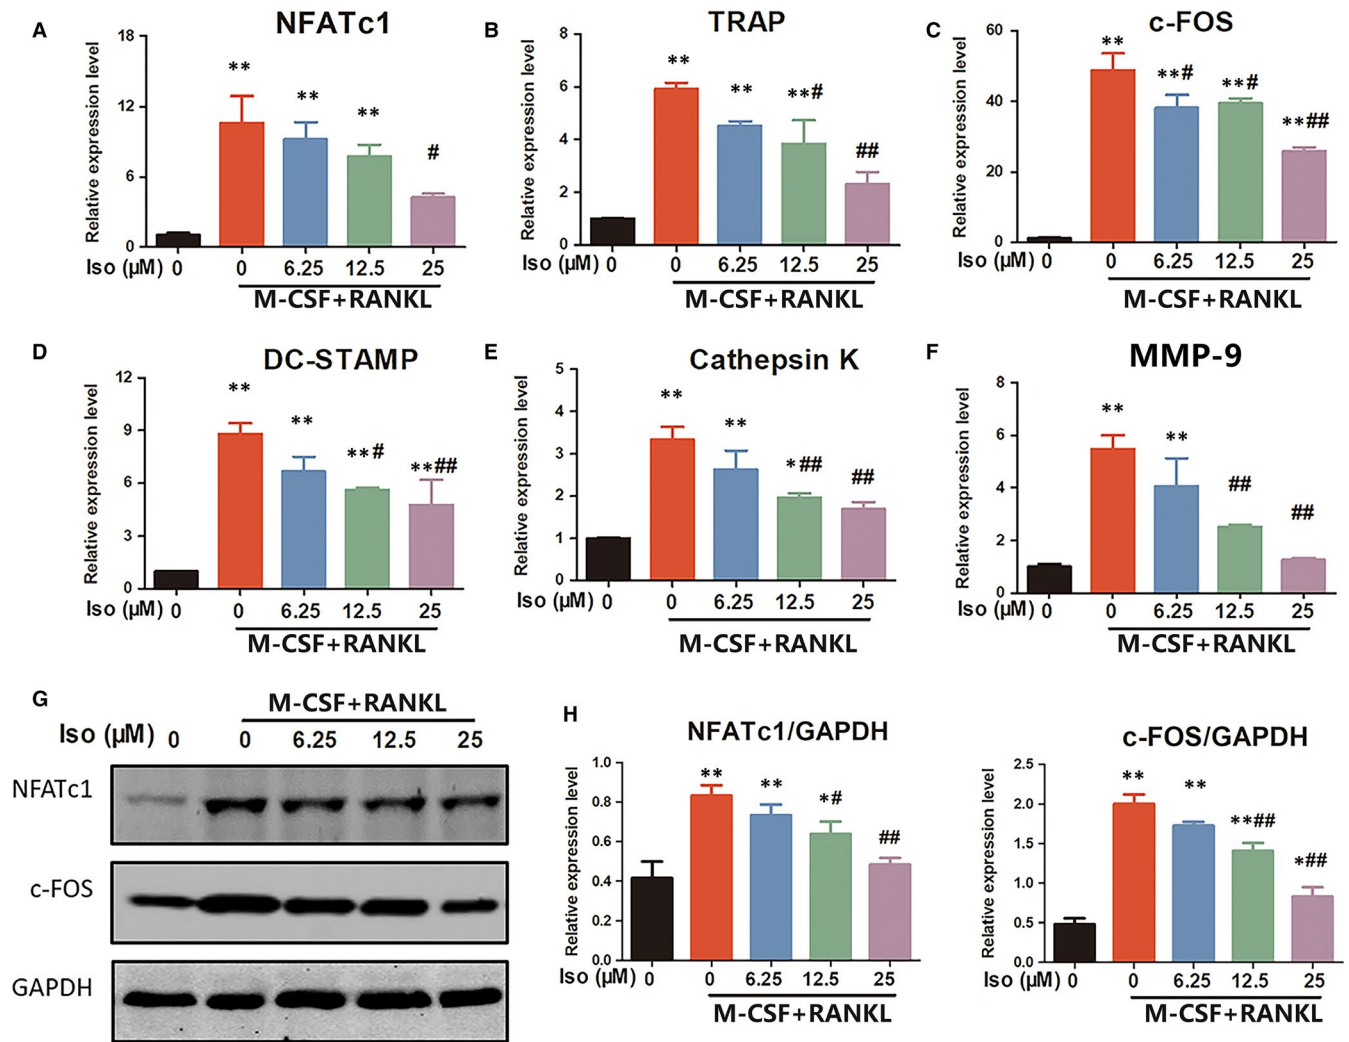 A
NFATc1
Relative expression level
18
12
6
0
**
**
**
#
Iso (μM) 0 0 6.25 12.5 25
M-CSF+RANKL
B
TRAP
Relative expression level
8
6
4
2
0
**
**
**#
##
Iso (μM) 0 0 6.25 12.5 25
M-CSF+RANKL
C
c-FOS
Relative expression level
60
40
20
0
**
**#
**#
**##
Iso (μM) 0 0 6.25 12.5 25
M-CSF+RANKL
D
DC-STAMP
Relative expression level
12
9
6
3
0
**
**
**#
**##
Iso (μM) 0 0 6.25 12.5 25
M-CSF+RANKL
E
Cathepsin K
Relative expression level
5
4
3
2
1
0
**
**
*##
##
Iso (μM) 0 0 6.25 12.5 25
M-CSF+RANKL
F
MMP-9
Relative expression level
8
6
4
2
0
**
**
##
##
Iso (μM) 0 0 6.25 12.5 25
M-CSF+RANKL
G
M-CSF+RANKL
Iso (μM) 0 0 6.25 12.5 25
NFATc1
c-FOS
GAPDH
H
NFATc1/GAPDH
Relative expression level
1.0
0.8
0.6
0.4
0.2
0.0
**
**
*#
##
Iso (μM) 0 0 6.25 12.5 25
M-CSF+RANKL
c-FOS/GAPDH
Relative expression level
2.5
2.0
1.5
1.0
0.5
0.0
**
**
**##
*##
Iso (μM) 0 0 6.25 12.5 25
M-CSF+RANKL